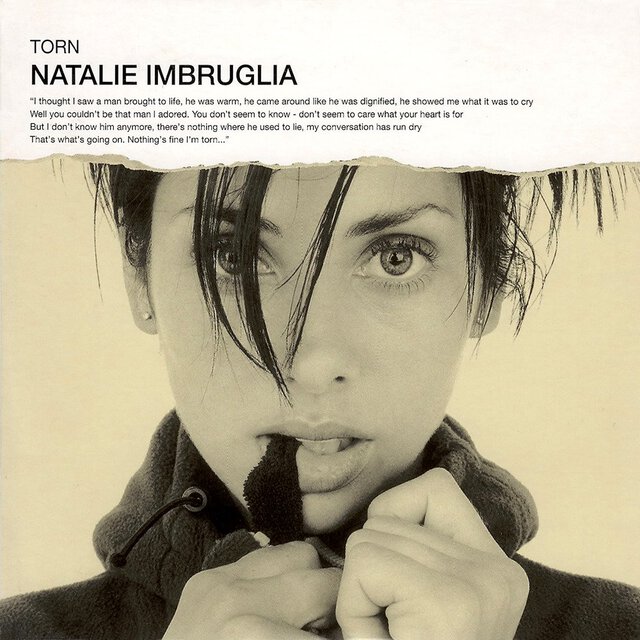 TORN
NATALIE IMBRUGLIA
"I thought I saw a man brought to life, he was warm, he came around like he was dignified, he showed me what it was to cry
Well you couldn't be that man I adored. You don't seem to know - don't seem to care what your heart is for
But I don't know him anymore, there's nothing where he used to lie, my conversation has run dry
That's what's going on. Nothing's fine I'm torn..."